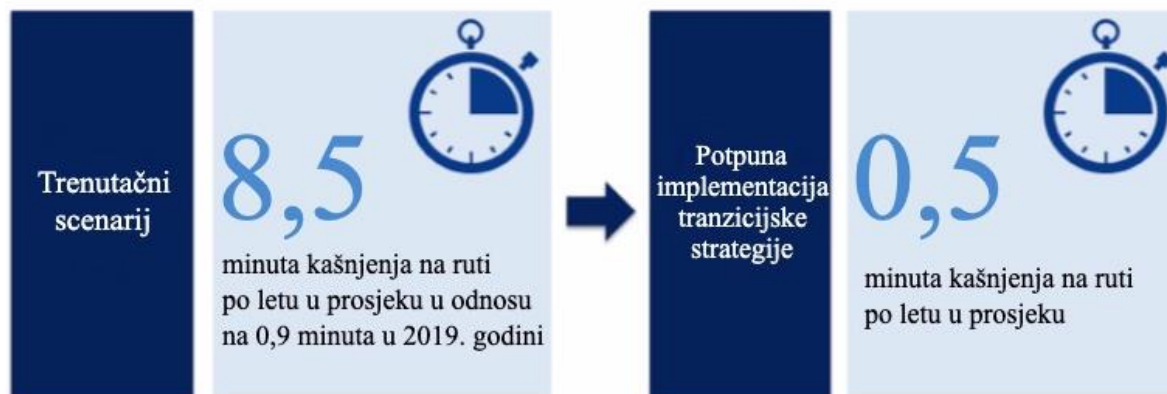 Trenutačni
scenarij
8,5
minuta kašnjenja na ruti
po letu u prosjeku u odnosu
na 0,9 minuta u 2019. godini
Potpuna
implementacija
tranzicijske
strategije
0,5
minuta kašnjenja na ruti
po letu u prosjeku